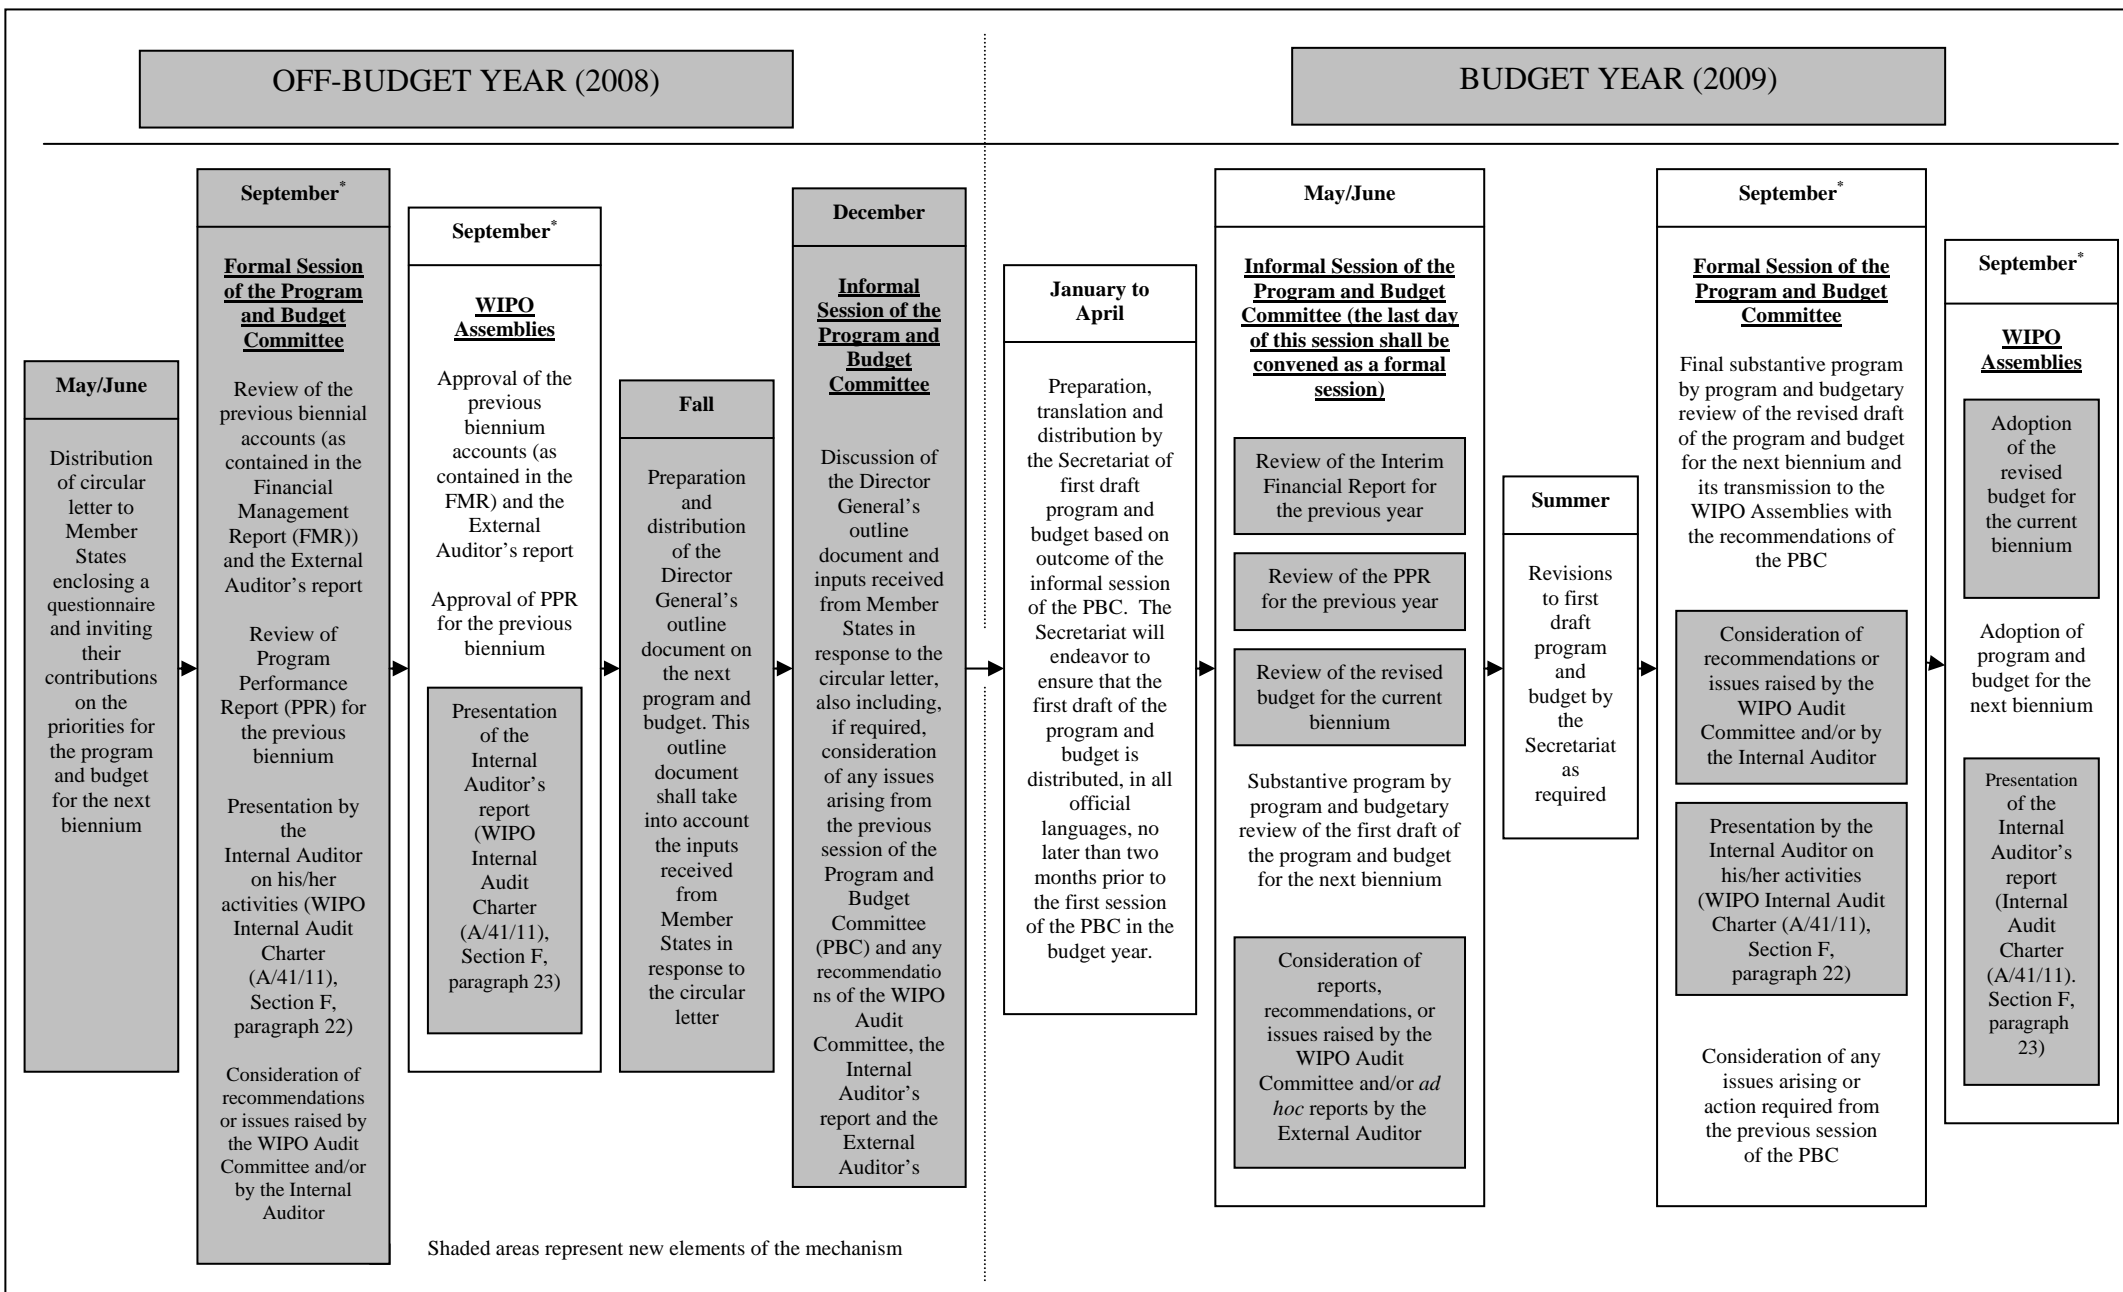 OFF-BUDGET YEAR (2008)
BUDGET YEAR (2009)
May/June
Distribution
of circular
letter to
Member
States
enclosing a
questionnaire
and inviting
their
contributions
on the
priorities for
the program
and budget
for the next
biennium
September*
Formal Session
of the Program
and Budget
Committee
Review of the
previous biennial
accounts (as
contained in the
Financial
Management
Report (FMR))
and the External
Auditor’s report
Review of
Program
Performance
Report (PPR) for
the previous
biennium
Presentation by
the
Internal Auditor
on his/her
activities (WIPO
Internal Audit
Charter
(A/41/11),
Section F,
paragraph 22)
Consideration of
recommendations
or issues raised by
the WIPO Audit
Committee and/or
by the Internal
Auditor
September*
WIPO
Assemblies
Approval of the
previous
biennium
accounts (as
contained in the
FMR) and the
External
Auditor’s report
Approval of PPR
for the previous
biennium
Presentation
of the
Internal
Auditor’s
report
(WIPO
Internal
Audit
Charter
(A/41/11),
Section F,
paragraph 23)
Fall
Preparation
and
distribution
of the
Director
General’s
outline
document on
the next
program and
budget. This
outline
document
shall take
into account
the inputs
received
from
Member
States in
response to
the circular
letter
December
Informal
Session of the
Program and
Budget
Committee
Discussion of
the Director
General’s
outline
document and
inputs received
from Member
States in
response to the
circular letter,
also including,
if required,
consideration
of any issues
arising from
the previous
session of the
Program and
Budget
Committee
(PBC) and any
recommendatio
ns of the WIPO
Audit
Committee, the
Internal
Auditor’s
report and the
External
Auditor’s
January to
April
Preparation,
translation and
distribution by
the Secretariat of
first draft
program and
budget based on
outcome of the
informal session
of the PBC. The
Secretariat will
endeavor to
ensure that the
first draft of the
program and
budget is
distributed, in all
official
languages, no
later than two
months prior to
the first session
of the PBC in the
budget year.
May/June
Informal Session of the
Program and Budget
Committee (the last day
of this session shall be
convened as a formal
session)
Review of the Interim
Financial Report for
the previous year
Review of the PPR
for the previous year
Review of the revised
budget for the current
biennium
Substantive program by
program and budgetary
review of the first draft of
the program and budget
for the next biennium
Consideration of
reports,
recommendations, or
issues raised by the
WIPO Audit
Committee and/or ad
hoc reports by the
External Auditor
Summer
Revisions
to first
draft
program
and
budget by
the
Secretariat
as
required
September*
Formal Session of the
Program and Budget
Committee
Final substantive program
by program and budgetary
review of the revised draft
of the program and budget
for the next biennium and
its transmission to the
WIPO Assemblies with
the recommendations of
the PBC
Consideration of
recommendations or
issues raised by the
WIPO Audit
Committee and/or by
the Internal Auditor
Presentation by the
Internal Auditor on
his/her activities
(WIPO Internal Audit
Charter (A/41/11),
Section F,
paragraph 22)
Consideration of any
issues arising or
action required from
the previous session
of the PBC
September*
WIPO
Assemblies
Adoption
of the
revised
budget for
the current
biennium
Adoption of
program and
budget for the
next biennium
Presentation
of the
Internal
Auditor’s
report
(Internal
Audit
Charter
(A/41/11).
Section F,
paragraph
23)
Shaded areas represent new elements of the mechanism